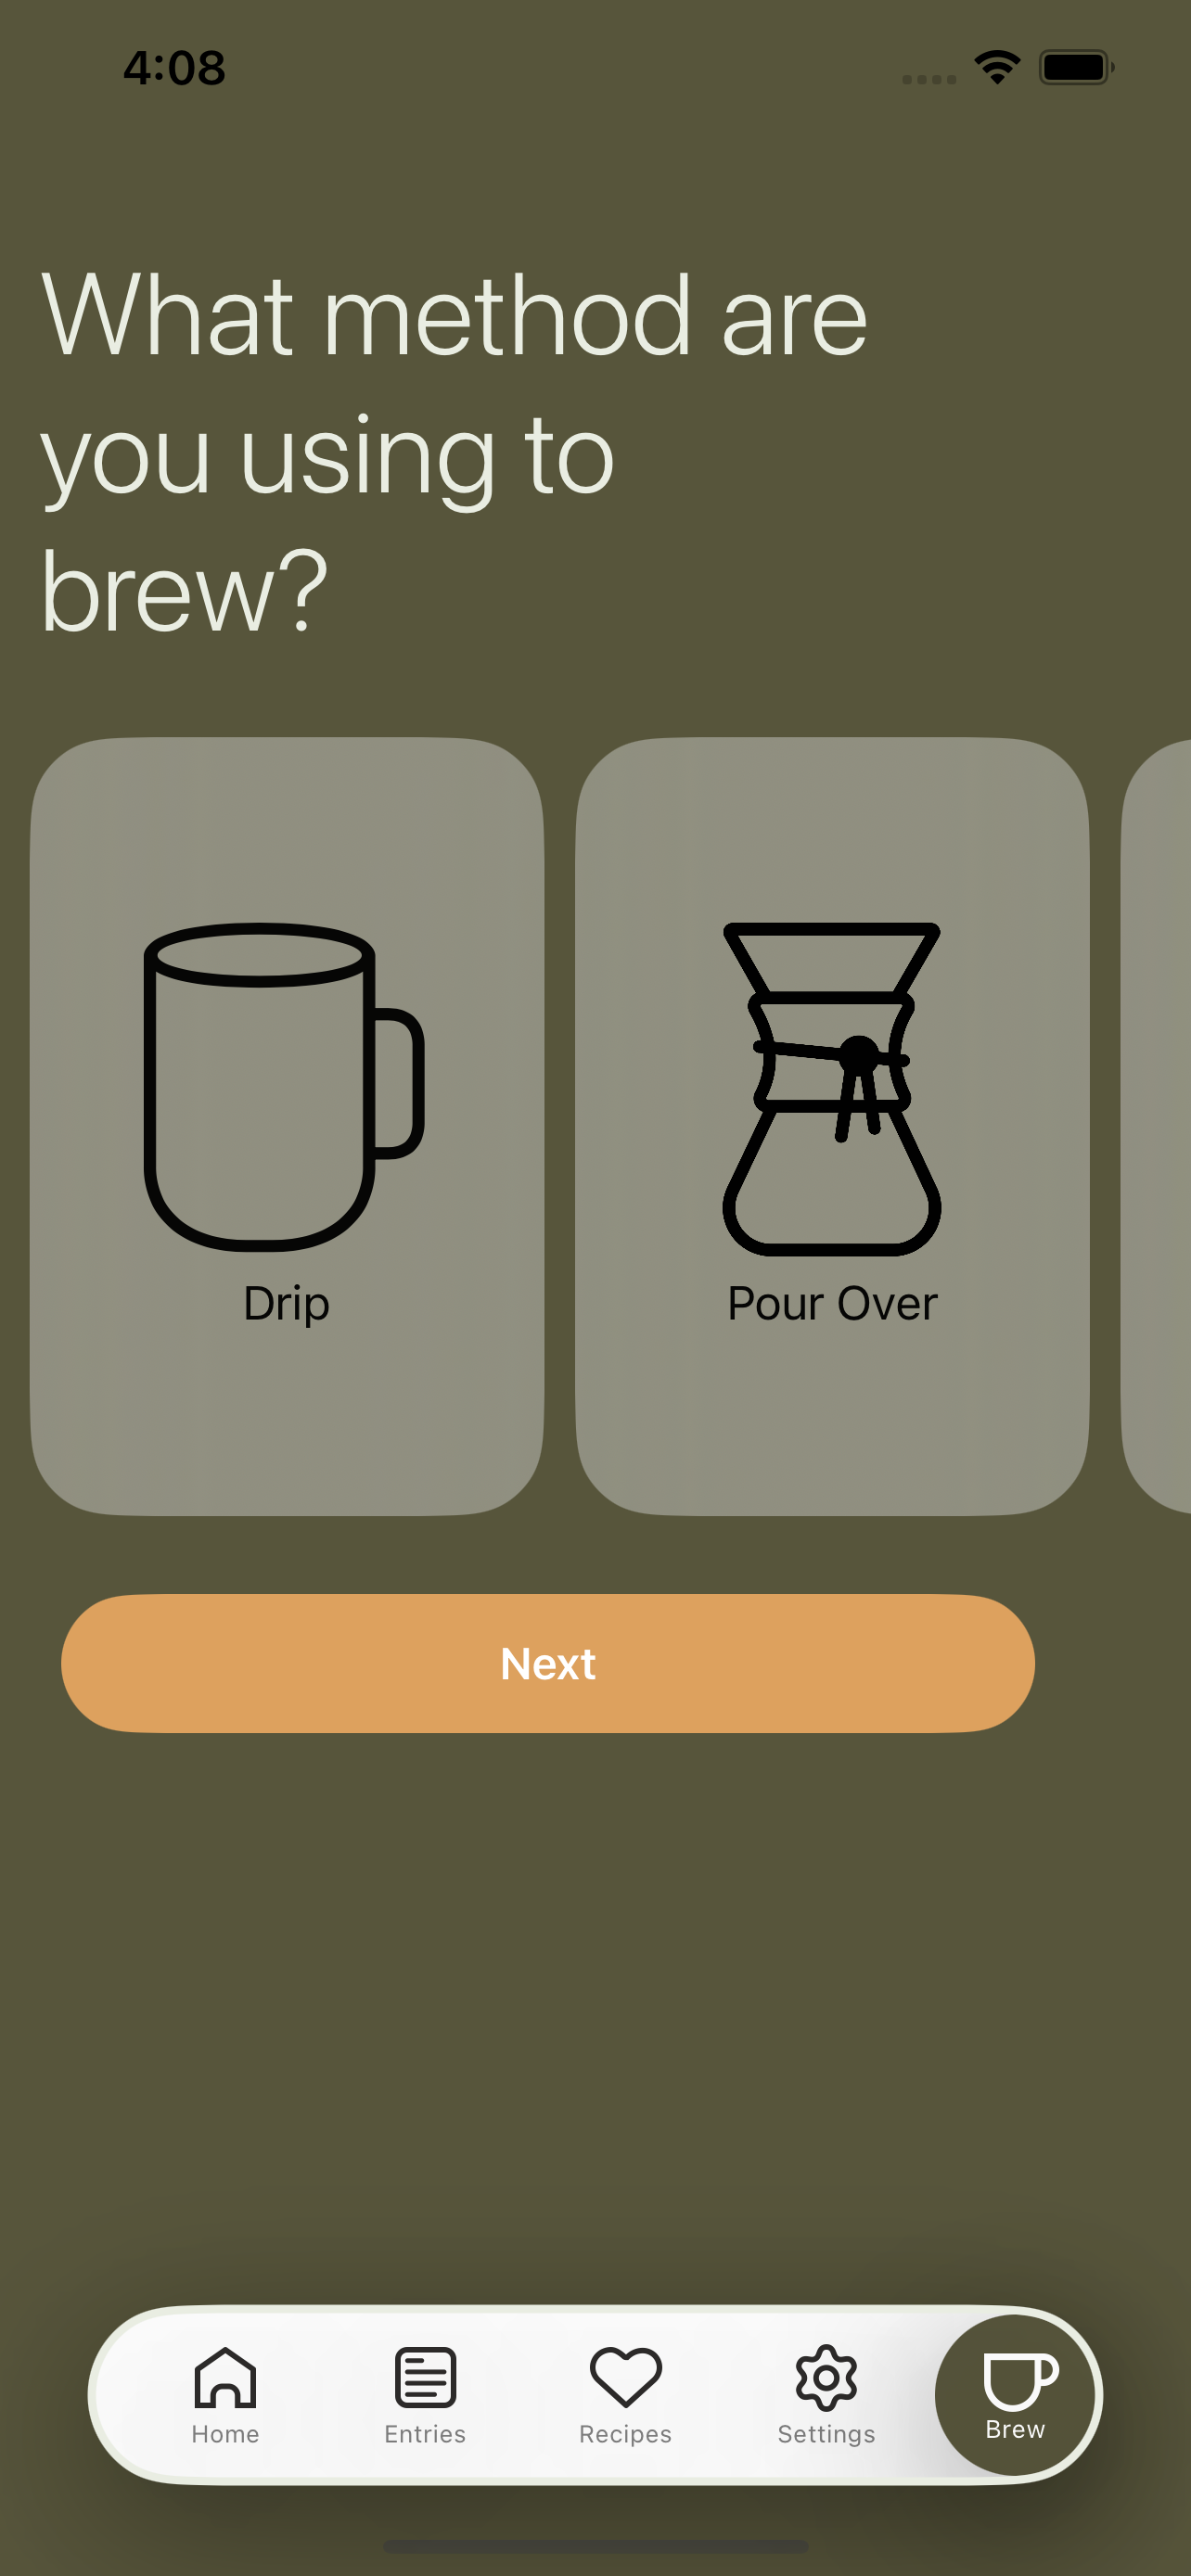 4:08
What method are
you using to
brew?
Drip
Pour Over
Next
Home
Entries
Recipes
Settings
Brew